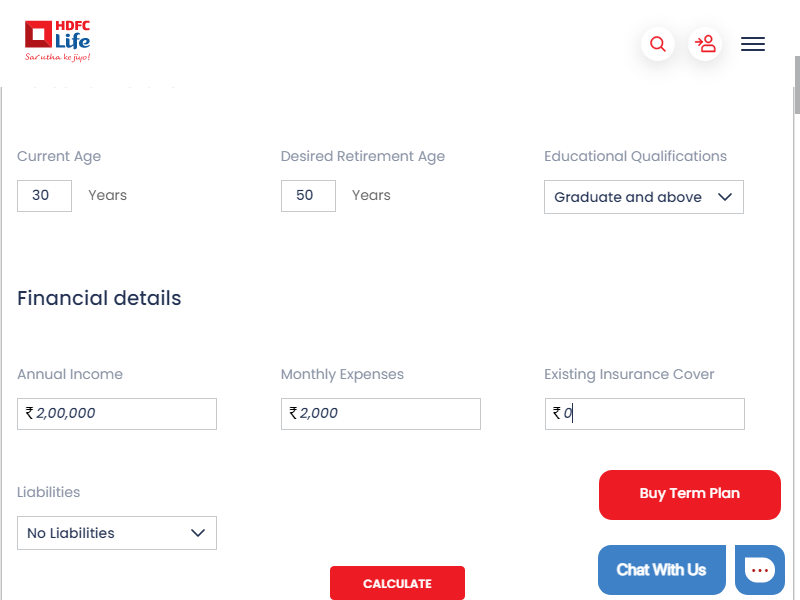 HDFC
Life
Sar utha ke jiyo!
Current Age
Desired Retirement Age
Educational Qualifications
30 Years
50 Years
Graduate and above
Financial details
Annual Income
Monthly Expenses
Existing Insurance Cover
₹ 2,00,000
₹ 2,000
₹ 0
Liabilities
Buy Term Plan
No Liabilities
Chat With Us
CALCULATE